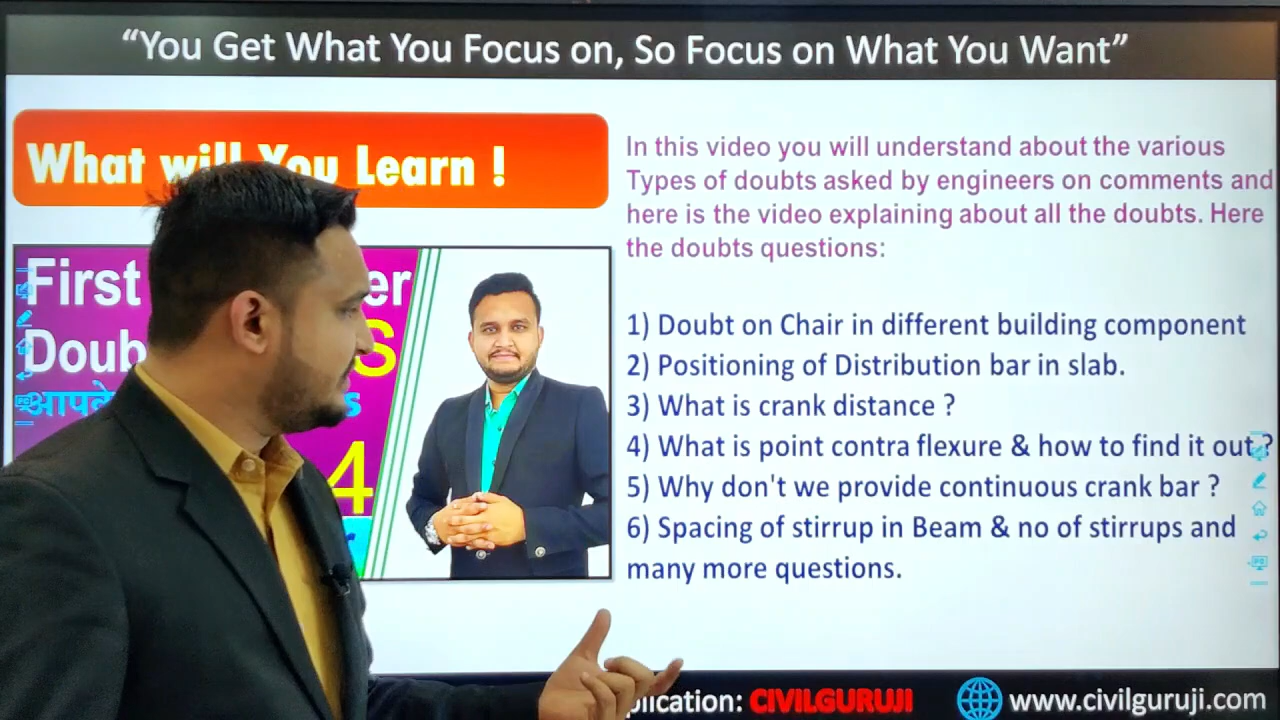 “You Get What You Focus on, So Focus on What You Want”
What will You Learn !
In this video you will understand about the various
Types of doubts asked by engineers on comments and
here is the video explaining about all the doubts. Here
the doubts questions:
1) Doubt on Chair in different building component
2) Positioning of Distribution bar in slab.
3) What is crank distance ?
4) What is point contra flexure & how to find it out ?
5) Why don't we provide continuous crank bar ?
6) Spacing of stirrup in Beam & no of stirrups and
many more questions.
First
4
CIVILGURUJI
www.civilguruji.com